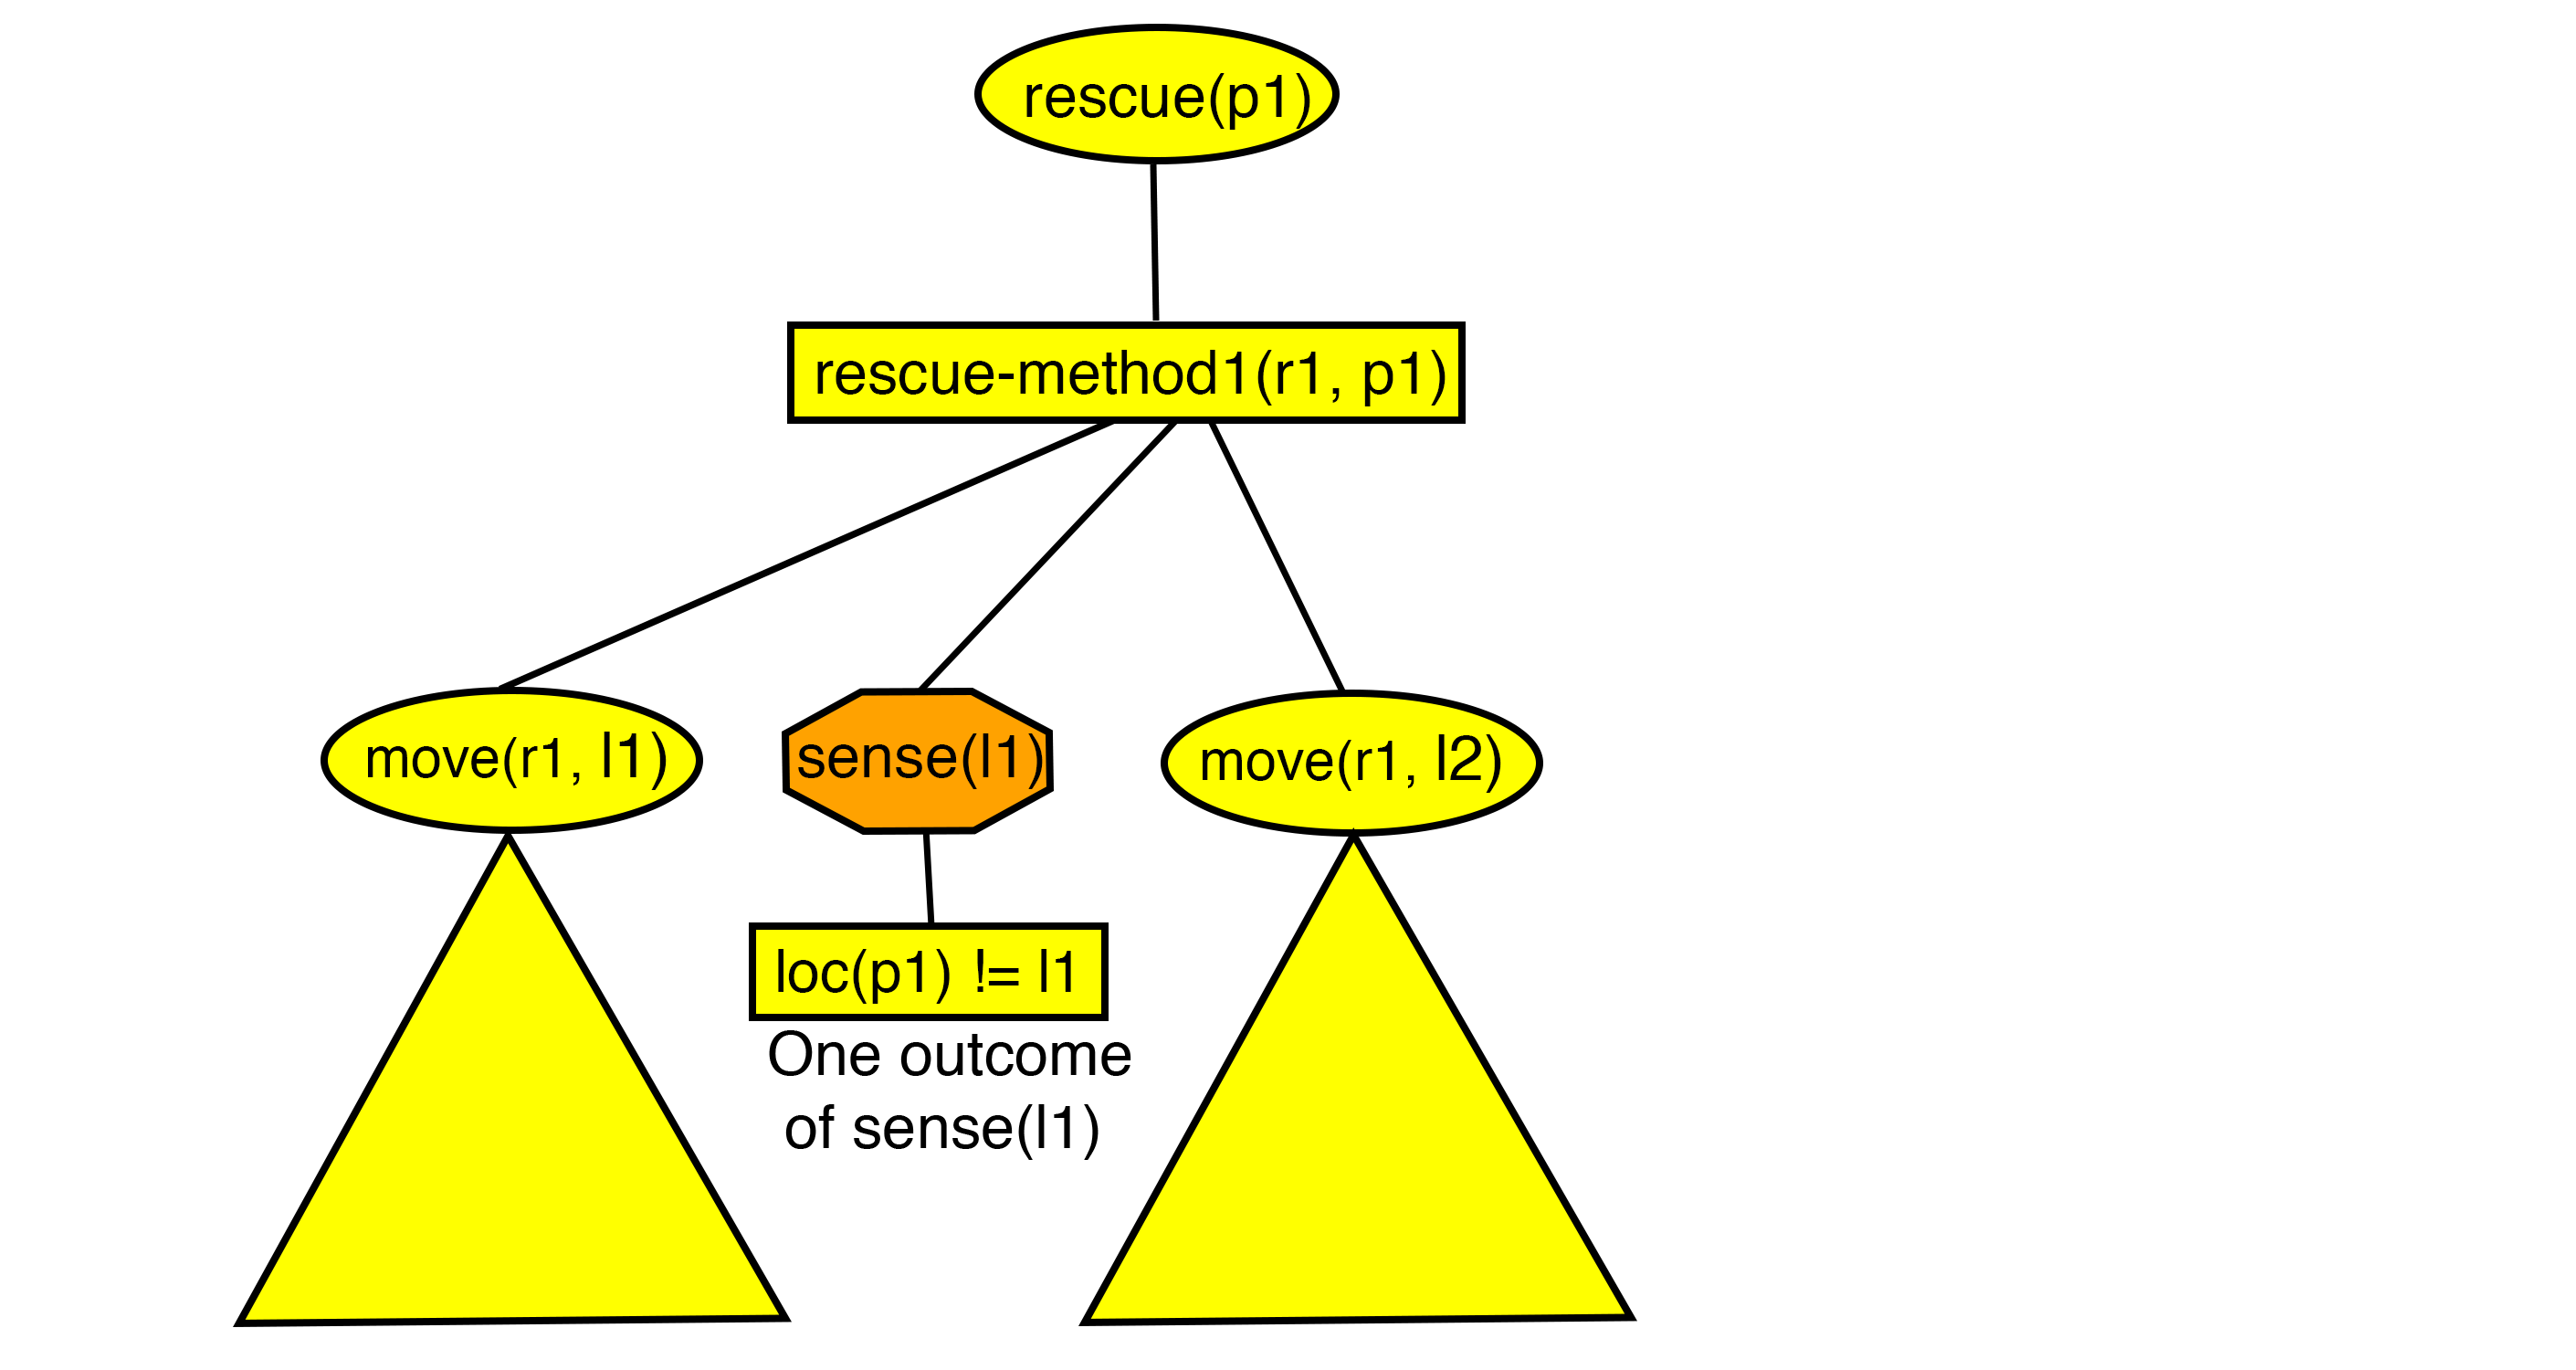 rescue(p1)
rescue-method1(r1, p1)
move(r1, l1)
sense(l1)
move(r1, l2)
loc(p1) != l1
One outcome
of sense(l1)